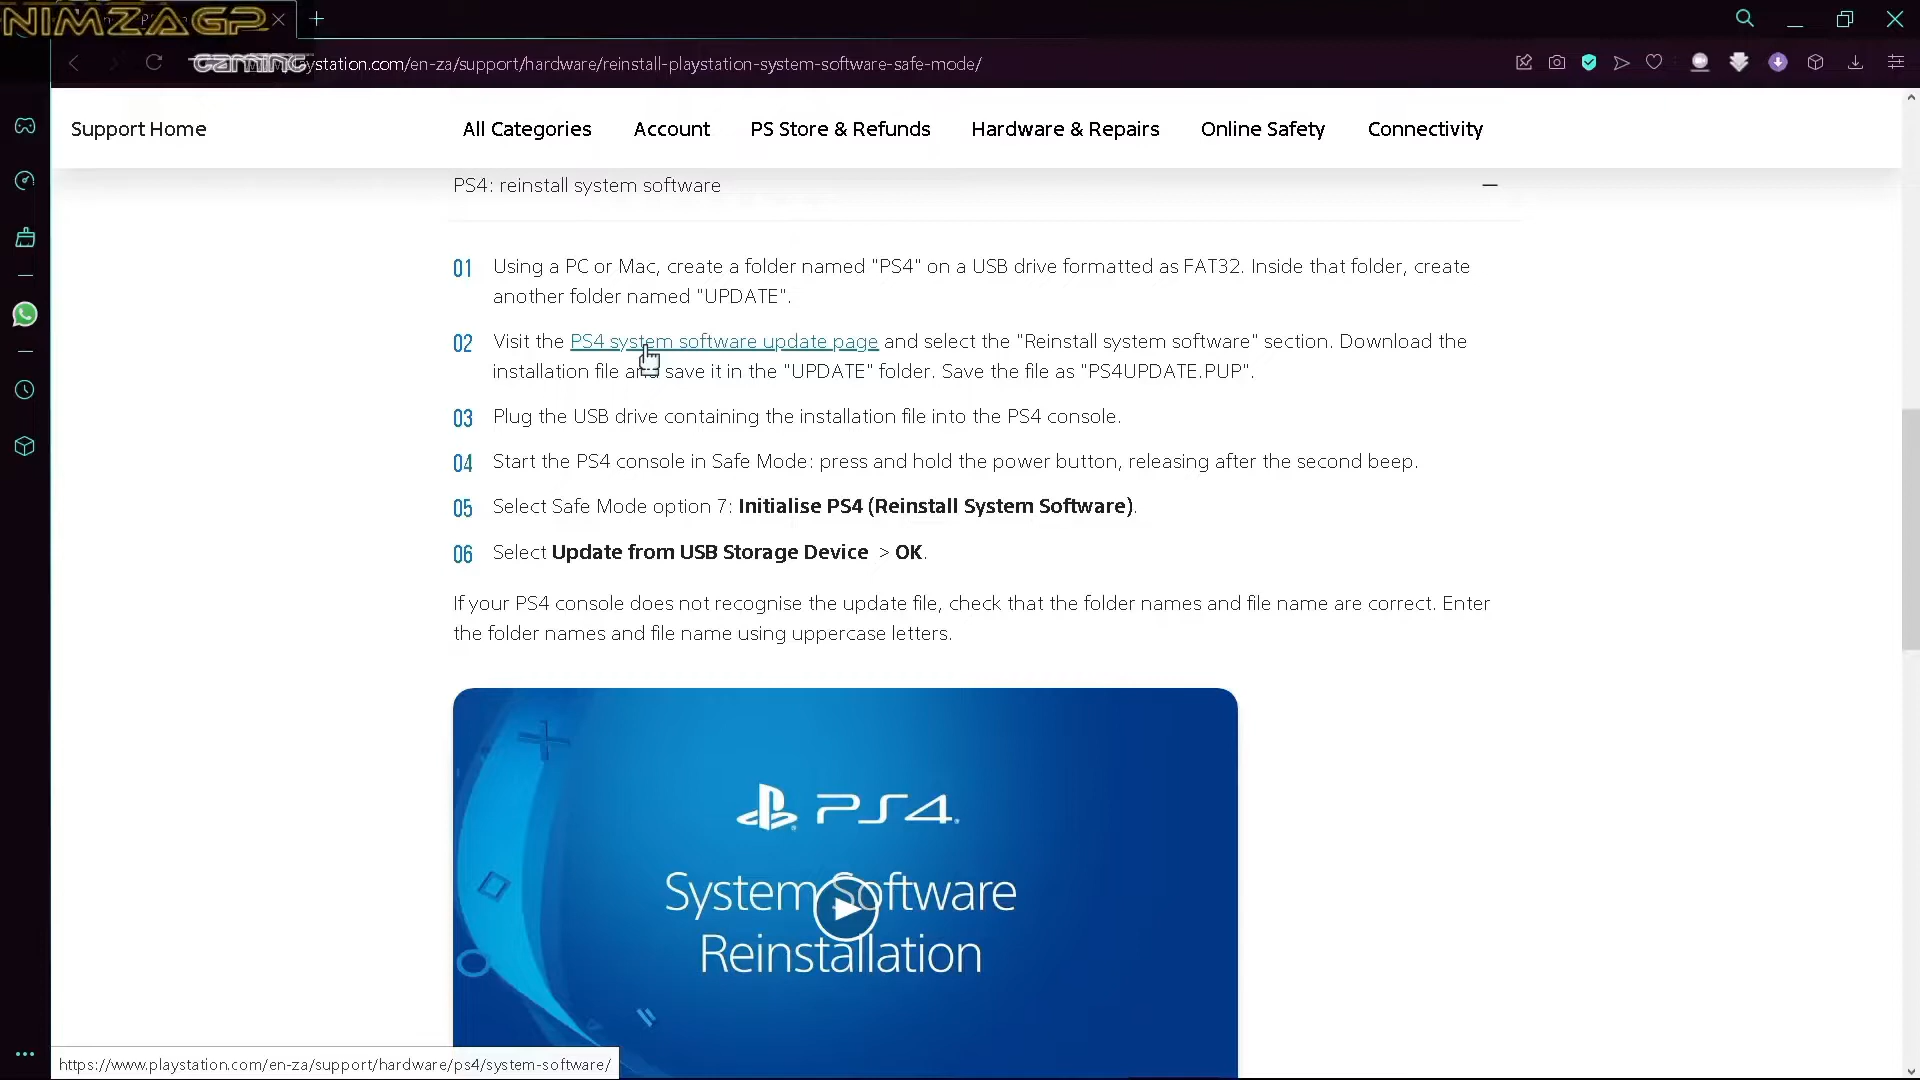 NIMZAGP
GAMING
ystation.com/en-za/support/hardware/reinstall-playstation-system-software-safe-mode/
Support Home
All Categories
Account
PS Store & Refunds
Hardware & Repairs
Online Safety
Connectivity
PS4: reinstall system software
01 Using a PC or Mac, create a folder named "PS4" on a USB drive formatted as FAT32. Inside that folder, create
another folder named "UPDATE".
02 Visit the PS4 system software update page and select the "Reinstall system software" section. Download the
installation file and save it in the "UPDATE" folder. Save the file as "PS4UPDATE.PUP".
03 Plug the USB drive containing the installation file into the PS4 console.
04 Start the PS4 console in Safe Mode: press and hold the power button, releasing after the second beep.
05 Select Safe Mode option 7: Initialise PS4 (Reinstall System Software).
06 Select Update from USB Storage Device > OK.
If your PS4 console does not recognise the update file, check that the folder names and file name are correct. Enter
the folder names and file name using uppercase letters.
PS4
System Software
Reinstallation
https://www.playstation.com/en-za/support/hardware/ps4/system-software/